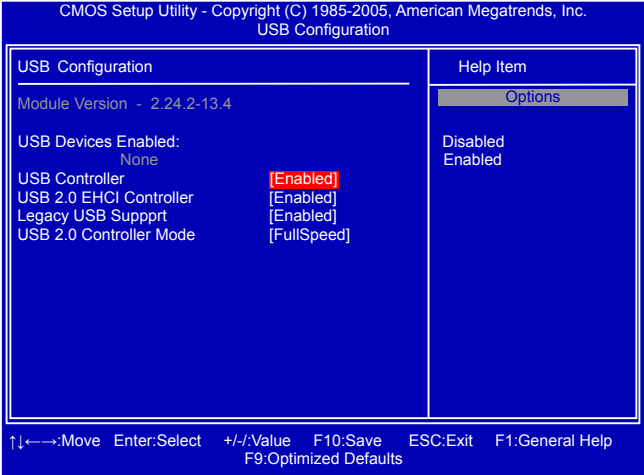 CMOS Setup Utility - Copyright (C) 1985-2005, American Megatrends, Inc.
USB Configuration
USB Configuration
Module Version - 2.24.2-13.4
USB Devices Enabled:
None
USB Controller [Enabled]
USB 2.0 EHCI Controller [Enabled]
Legacy USB Suppprt [Enabled]
USB 2.0 Controller Mode [FullSpeed]
Help Item
Options
Disabled
Enabled
↑↓←→:Move Enter:Select +/-/:Value F10:Save ESC:Exit F1:General Help
F9:Optimized Defaults